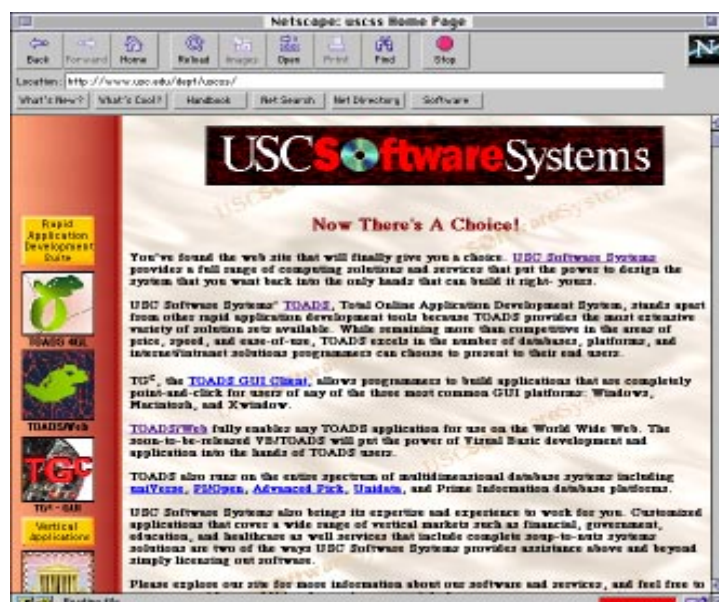 Netscape: uscss Home Page
Back Forward Home Reload Images Open Print Find Stop
N
Location: http://www.usc.edu/dept/uscss/
What's New? What's Cool? Handbook Net Search Net Directory Software
USCSoftwareSystems
Now There's A Choice!
You've found the web site that will finally give you a choice. USC Software Systems
provides a full range of computing solutions and services that put the power to design the
system that you want back into the only hands that can build it right- yours.
USC Software Systems' TOADS, Total Online Application Development System, stands apart
from other rapid application development tools because TOADS provides the most extensive
variety of solution sets available. While remaining more than competitive in the areas of
price, speed, and ease-of-use, TOADS excels in the number of databases, platforms, and
internet/intranet solutions programmers can choose to present to their end users.
TGC, the TOADS GUI Client, allows programmers to build applications that are completely
point-and-click for users of any of the three most common GUI platforms: Windows,
Macintosh, and Xwindow.
TOADS/Web fully enables any TOADS application for use on the World Wide Web. The
soon-to-be-released VB/TOADS will put the power of Visual Basic development and
application into the hands of TOADS users.
TOADS also runs on the entire spectrum of multidimensional database systems including
uniVerse, PI/Open, Advanced Pick, Unidata, and Prime Information database platforms.
USC Software Systems also brings its expertise and experience to work for you. Customized
applications that cover a wide range of vertical markets such as financial, government,
education, and healthcare as well services that include complete soup-to-nuts systems
solutions are two of the ways USC Software Systems provides assistance above and beyond
simply licensing out software.
Please explore our site for more information about our software and services, and feel free to
Rapid
Application
Development
Suite
TOADS 4GL
TOADS/Web
TGC
TGC - GUI
Vertical
Applications